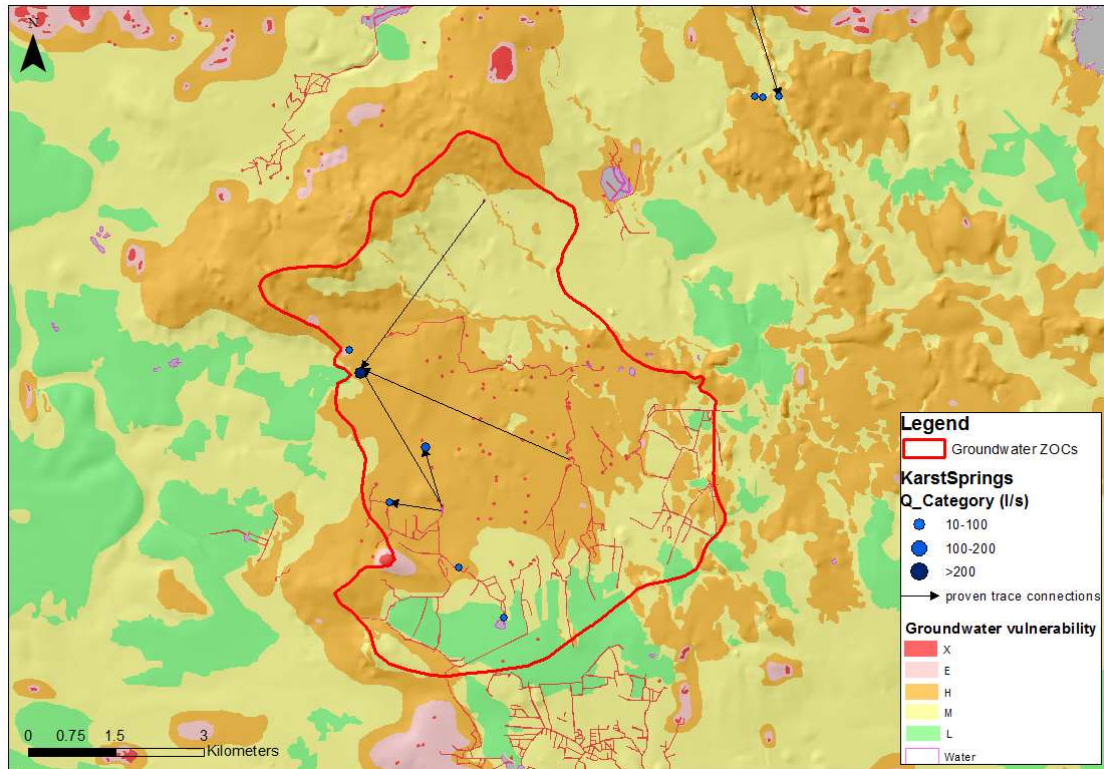 N
Legend
Groundwater ZOCs
KarstSprings
Q_Category (l/s)
10-100
100-200
>200
proven trace connections
Groundwater vulnerability
X
E
H
M
L
Water
0 0.75 1.5 3
Kilometers